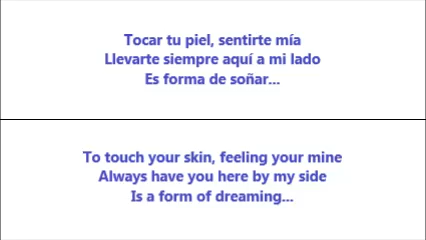 Tocar tu piel, sentirte mía
Llevarte siempre aquí a mi lado
Es forma de soñar...
To touch your skin, feeling your mine
Always have you here by my side
Is a form of dreaming...